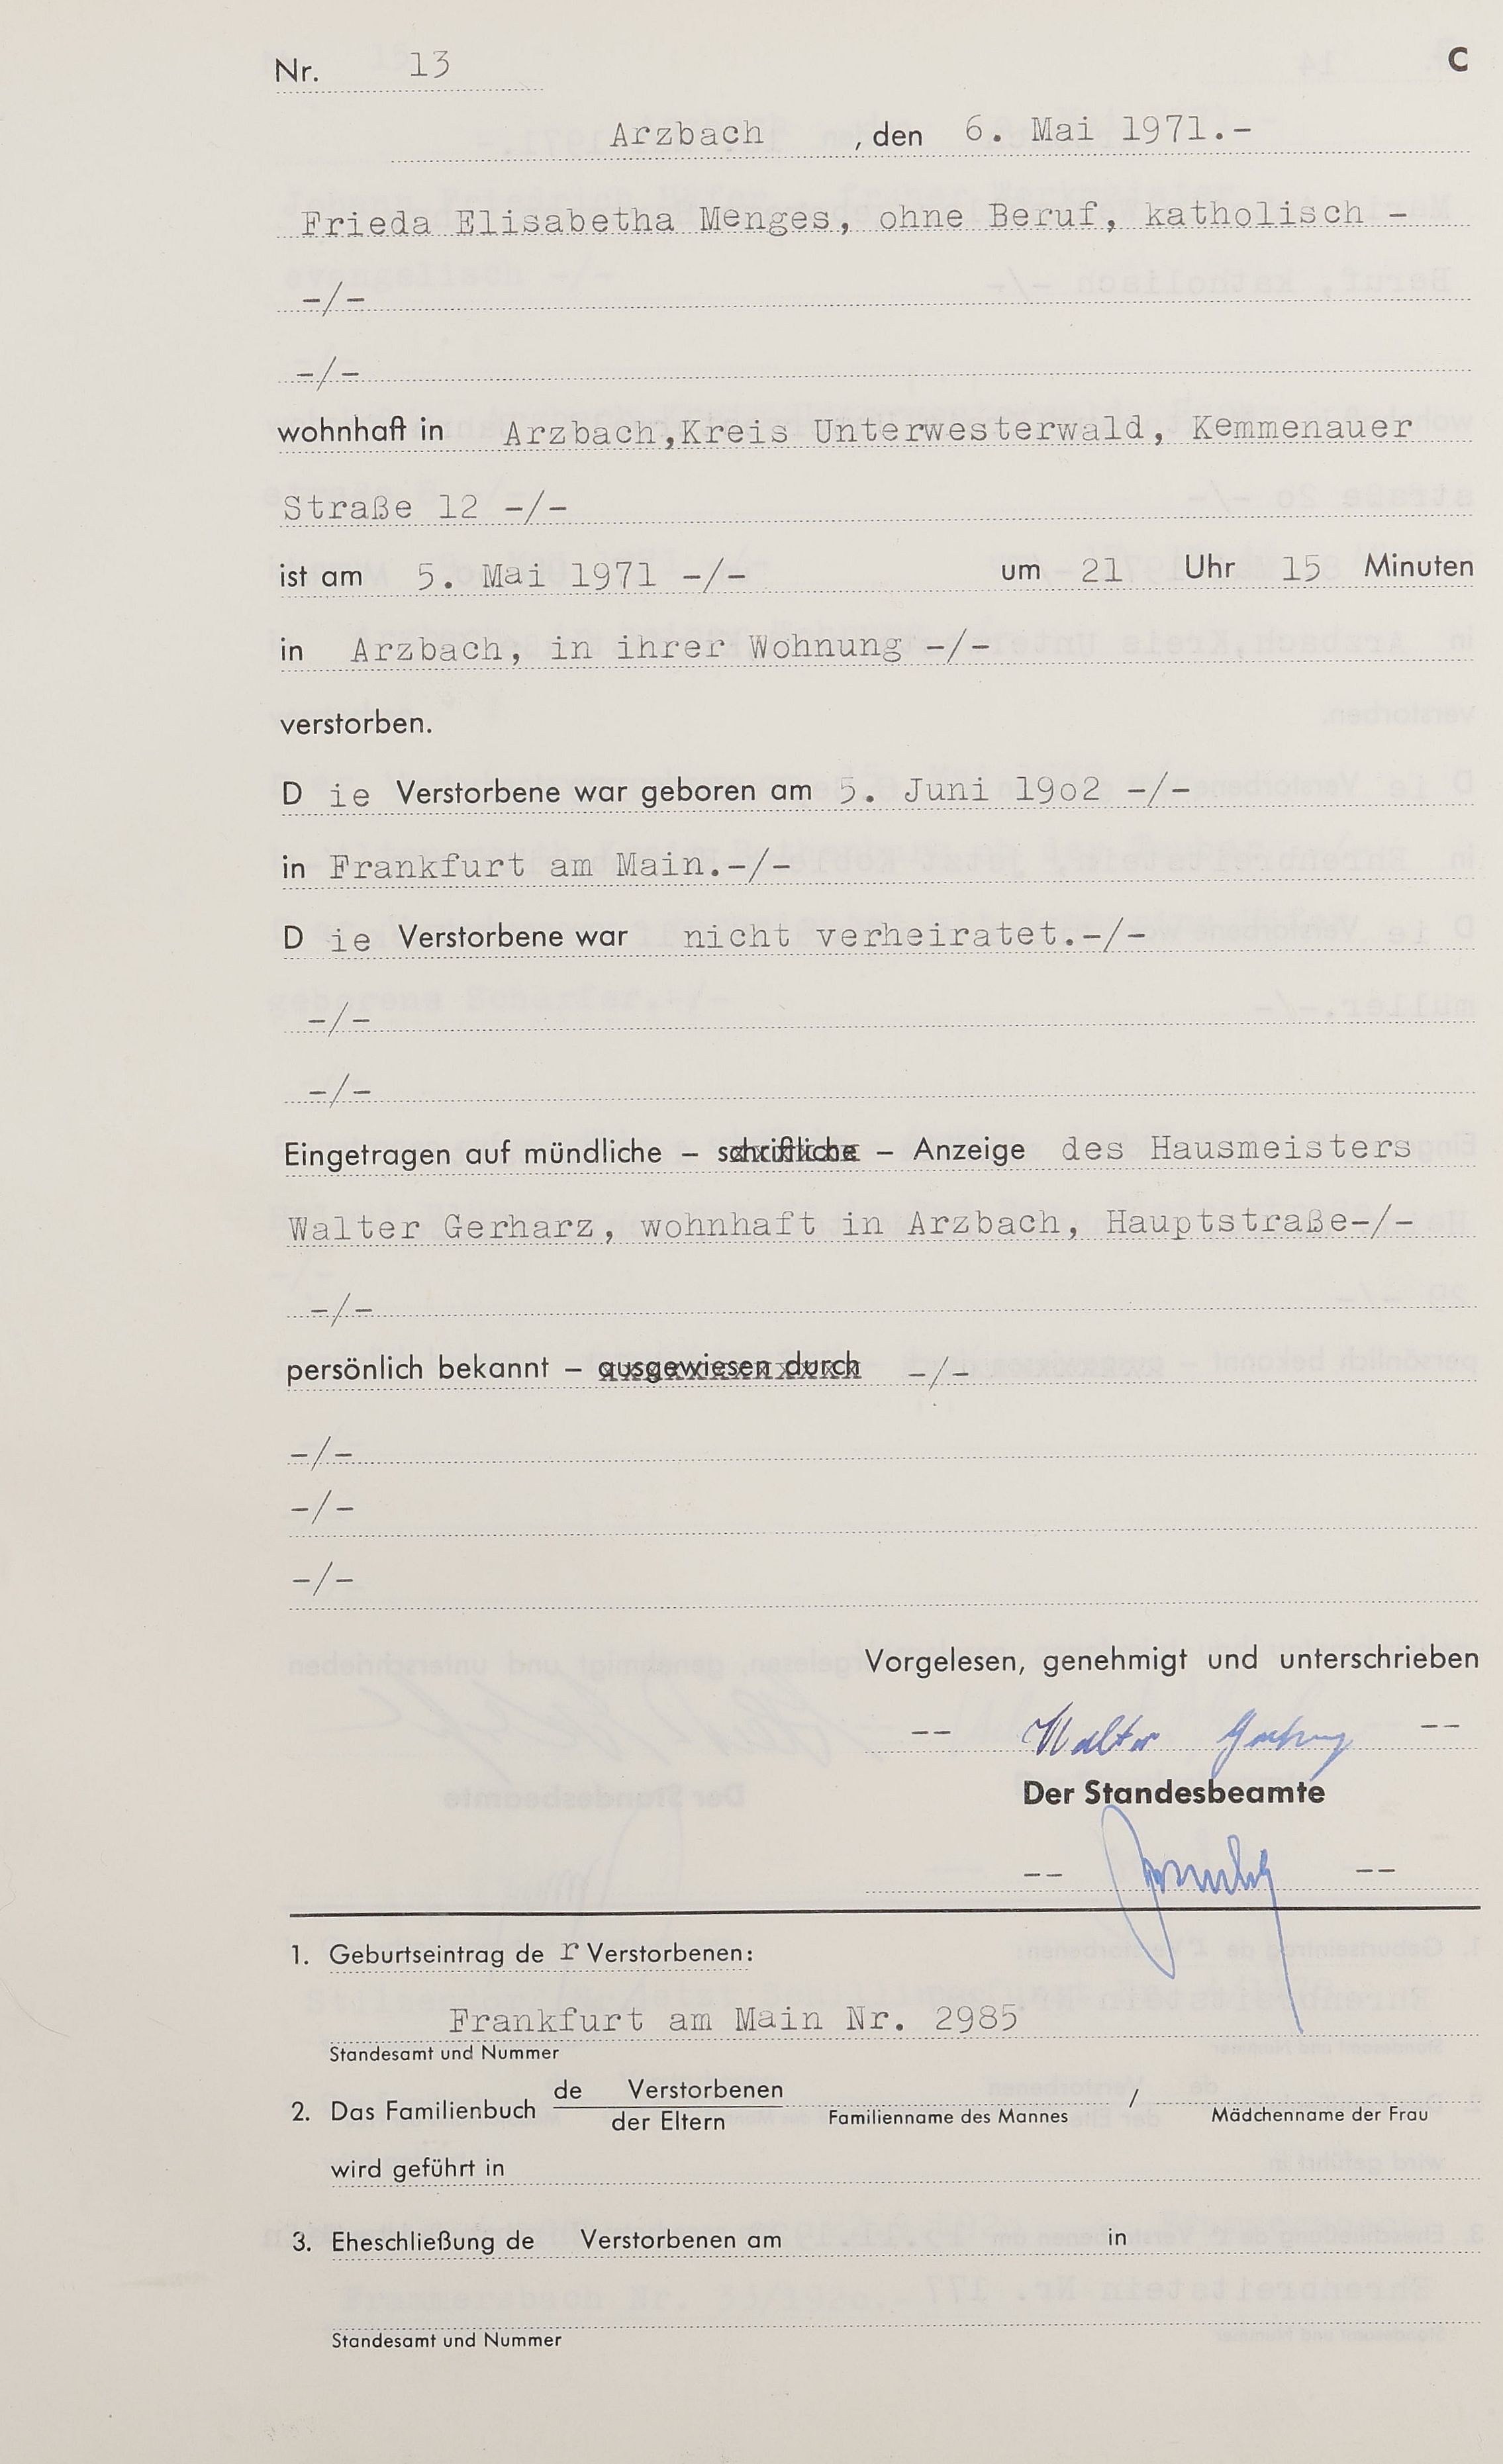 Nr. 13 C
Arzbach , den 6. Mai 1971.-
Frieda Elisabetha Menges, ohne Beruf, katholisch -
-/-
-/-
wohnhaft in Arzbach,Kreis Unterwesterwald, Kemmenauer
Straße 12 -/-
ist am 5. Mai 1971 -/- um 21 Uhr 15 Minuten
in Arzbach, in ihrer Wohnung -/-
verstorben.
D ie Verstorbene war geboren am 5. Juni 19o2 -/-
in Frankfurt am Main.-/-
D ie Verstorbene war nicht verheiratet.-/-
-/-
-/-
Eingetragen auf mündliche – schriftliche – Anzeige des Hausmeisters
Walter Gerharz, wohnhaft in Arzbach, Hauptstraße-/-
-/-
persönlich bekannt – ausgewiesen durch -/-
-/-
-/-
-/-
Vorgelesen, genehmigt und unterschrieben
-- Walter Gerharz --
Der Standesbeamte
-- --
1. Geburtseintrag de r Verstorbenen:
Frankfurt am Main Nr. 2985
Standesamt und Nummer
de Verstorbenen /
2. Das Familienbuch
der Eltern Familienname des Mannes Mädchenname der Frau
wird geführt in
3. Eheschließung de Verstorbenen am in
Standesamt und Nummer